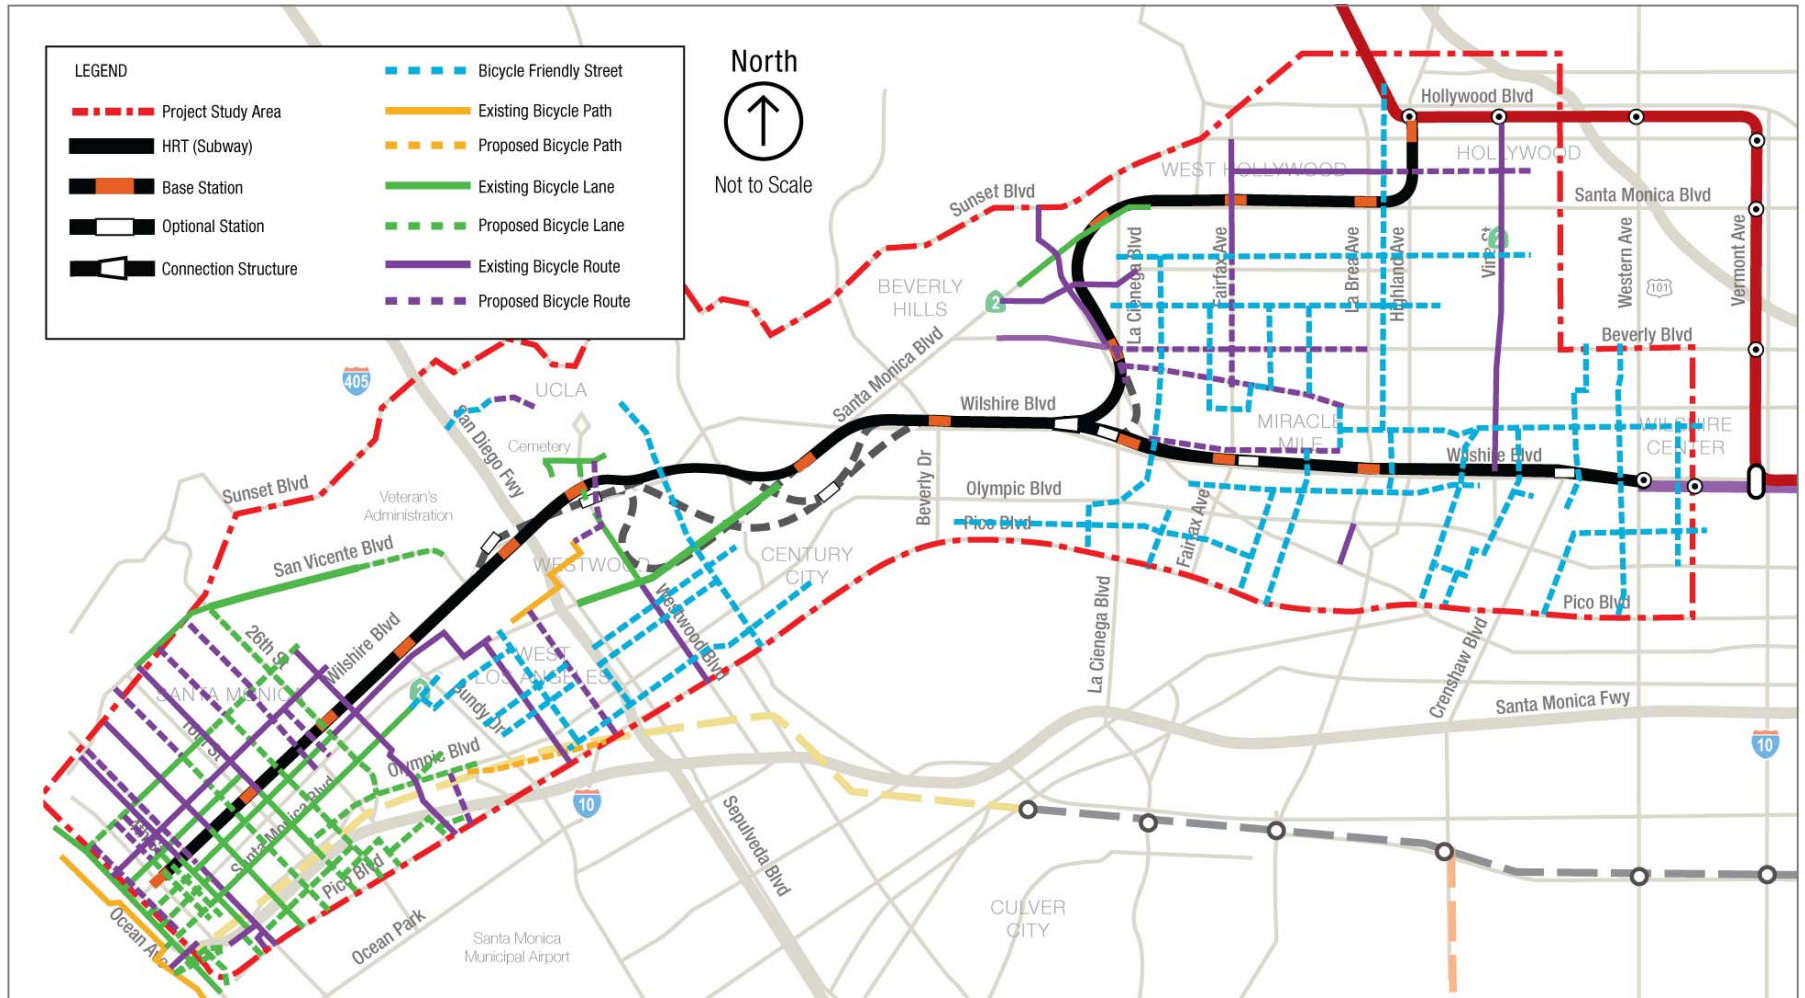 LEGEND
Project Study Area
HRT (Subway)
Base Station
Optional Station
Connection Structure
Bicycle Friendly Street
Existing Bicycle Path
Proposed Bicycle Path
Existing Bicycle Lane
Proposed Bicycle Lane
Existing Bicycle Route
Proposed Bicycle Route
North
Not to Scale
Hollywood Blvd
WEST HOLLYWOOD
HOLLYWOOD
Sunset Blvd
Santa Monica Blvd
BEVERLY
HILLS
2
La Cienega Blvd
Fairfax Ave
La Brea Ave
Highland Ave
Vine St
2
Western Ave
101
Vermont Ave
Beverly Blvd
405
UCLA
Santa Monica Blvd
Wilshire Blvd
San Diego Fwy
Cemetery
MIRACLE
MILE
WILSHIRE
CENTER
Wilshire Blvd
Sunset Blvd
Veteran's
Administration
Beverly Dr
Olympic Blvd
Pico Blvd
Fairfax Ave
San Vicente Blvd
WESTWOOD
CENTURY
CITY
Westwood Blvd
La Cienega Blvd
Crenshaw Blvd
Pico Blvd
26th St
Wilshire Blvd
WEST
LOS ANGELES
SANTA MONICA
2
Bundy Dr
Santa Monica Fwy
10
Olympic Blvd
10
Santa Monica Blvd
Sepulveda Blvd
Pico Blvd
Ocean Ave
Ocean Park
Santa Monica
Municipal Airport
CULVER
CITY